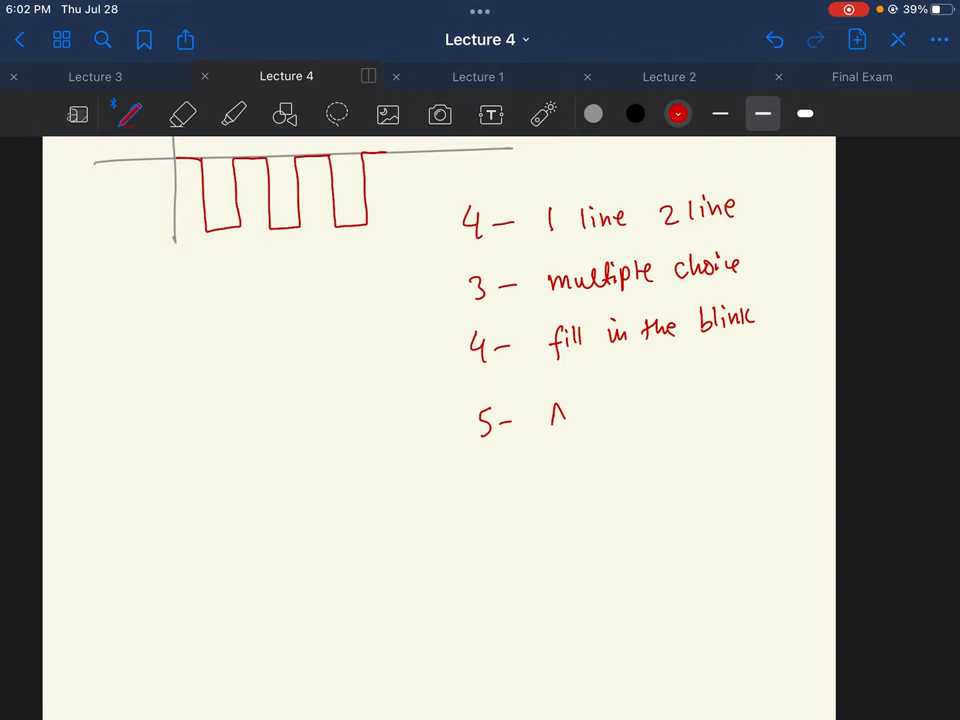 6:02 PM Thu Jul 28
39%
Lecture 4
Lecture 3
Lecture 4
Lecture 1
Lecture 2
Final Exam
T
4 - 1 line 2 line
3 - multiple choice
4 - fill in the blink
5 -